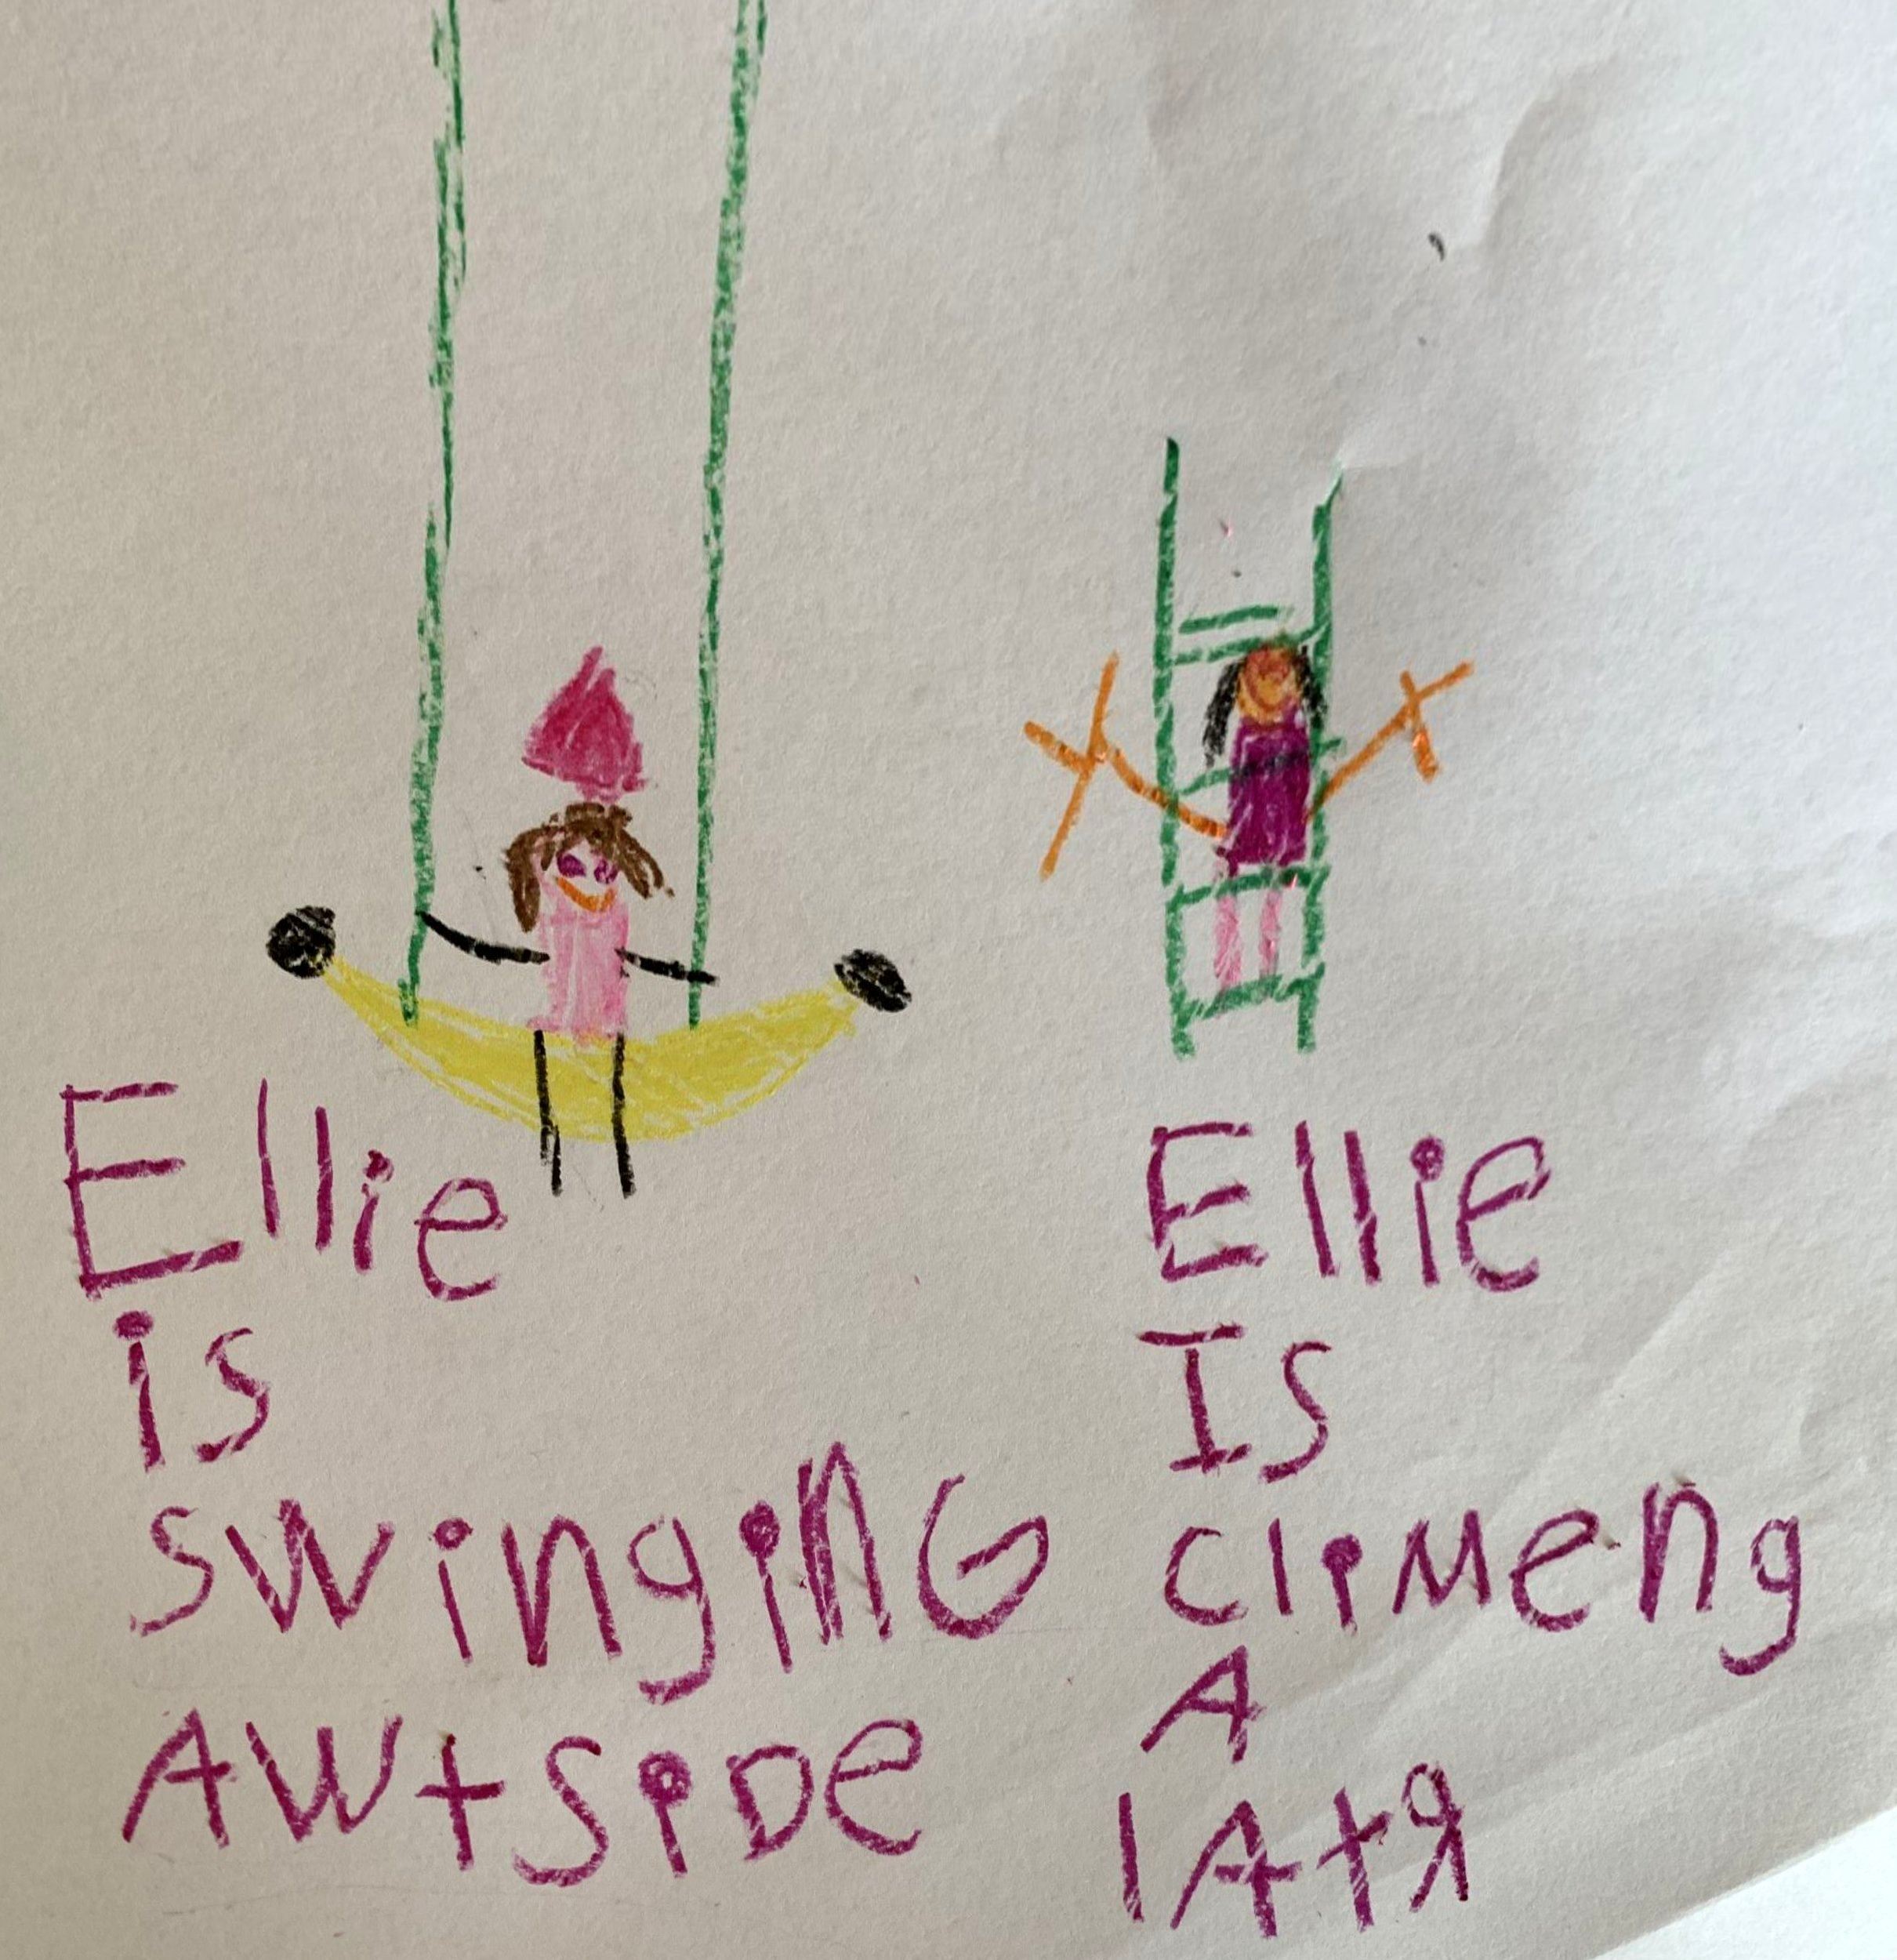 Ellie
is
swinginG
AwtSiDe
Ellie
Is
cliMeng
A
lAtR